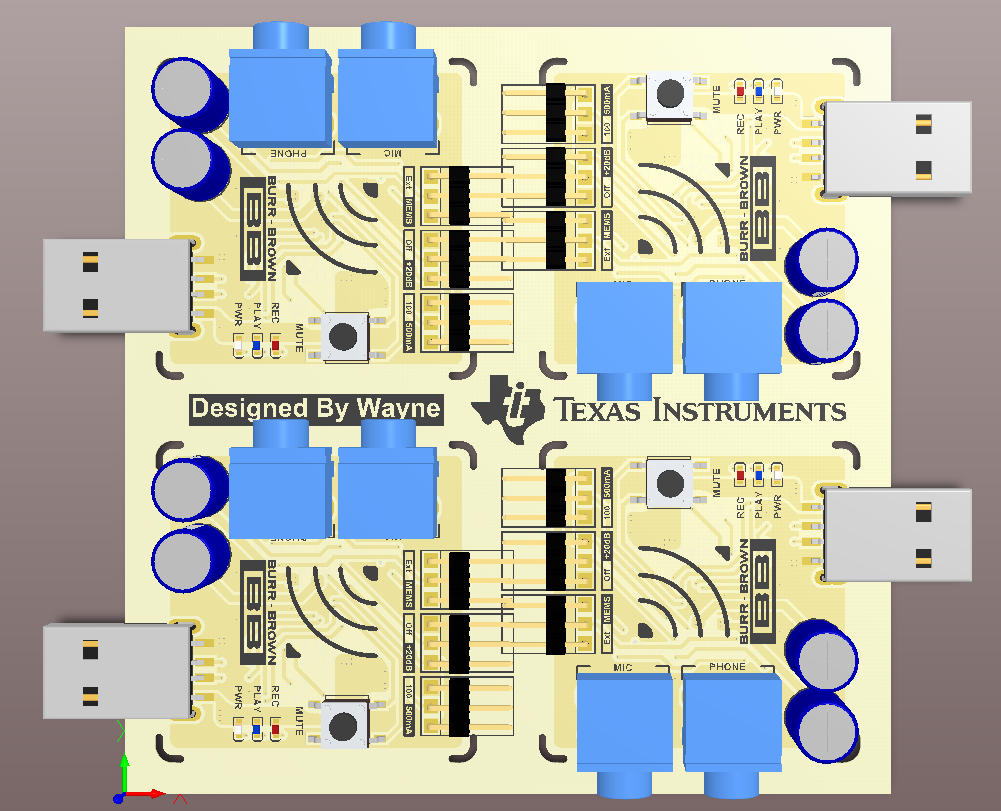 PHONE
MIC
BURR - BROWN
BB
Ext MEMS
Off +20dB
100 500mA
PWR
PLAY
REC
MUTE
100 500mA
Off +20dB
Ext MEMS
MUTE
REC
PLAY
PWR
BURR - BROWN
BB
MIC
PHONE
Designed By Wayne
TEXAS INSTRUMENTS
PHONE
MIC
BURR - BROWN
BB
Ext MEMS
Off +20dB
100 500mA
PWR
PLAY
REC
MUTE
100 500mA
Off +20dB
Ext MEMS
MUTE
REC
PLAY
PWR
BURR - BROWN
BB
MIC
PHONE